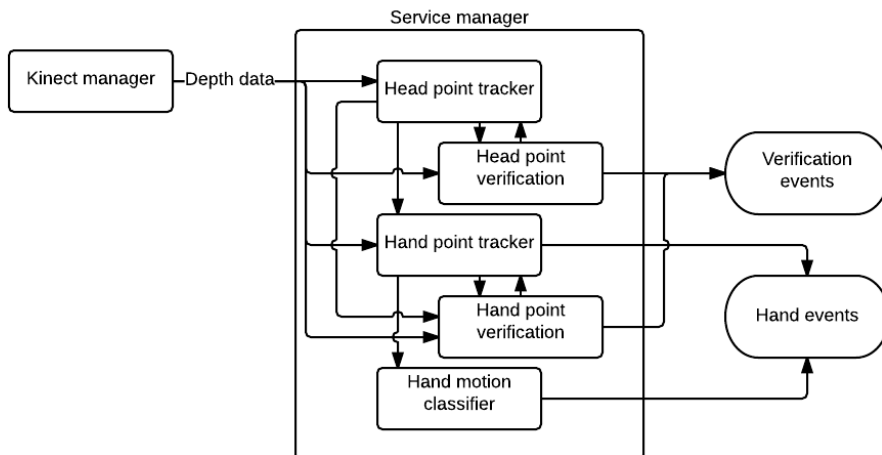 Service manager
Kinect manager
Depth data
Head point tracker
Head point
verification
Verification
events
Hand point tracker
Hand point
verification
Hand events
Hand motion
classifier